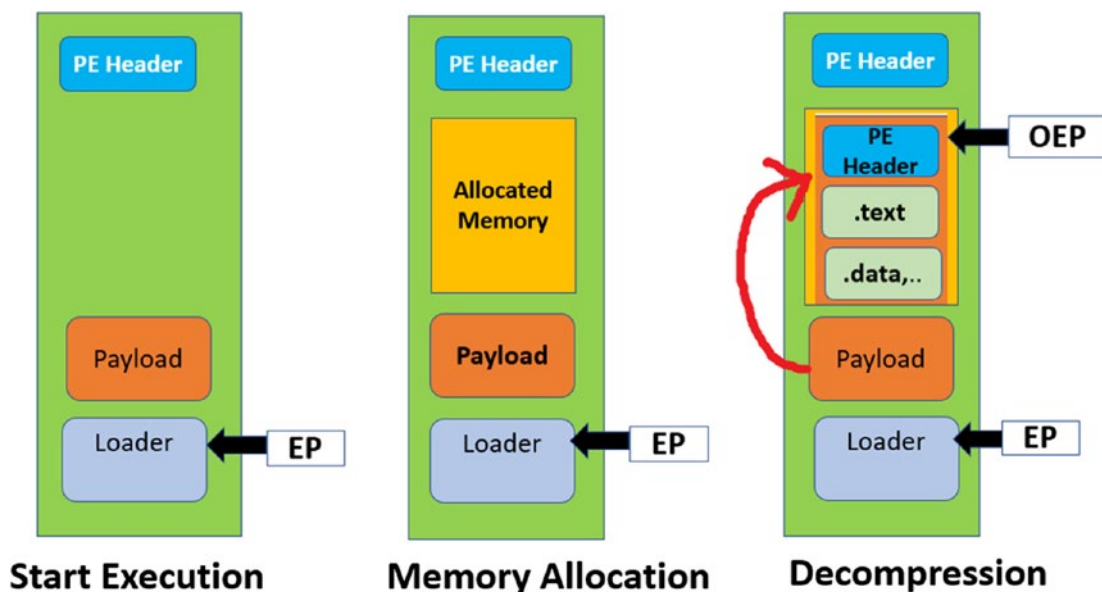 PE Header
Payload
Loader
EP
Start Execution
PE Header
Allocated
Memory
Payload
Loader
EP
Memory Allocation
PE Header
PE
Header
OEP
.text
.data,..
Payload
Loader
EP
Decompression